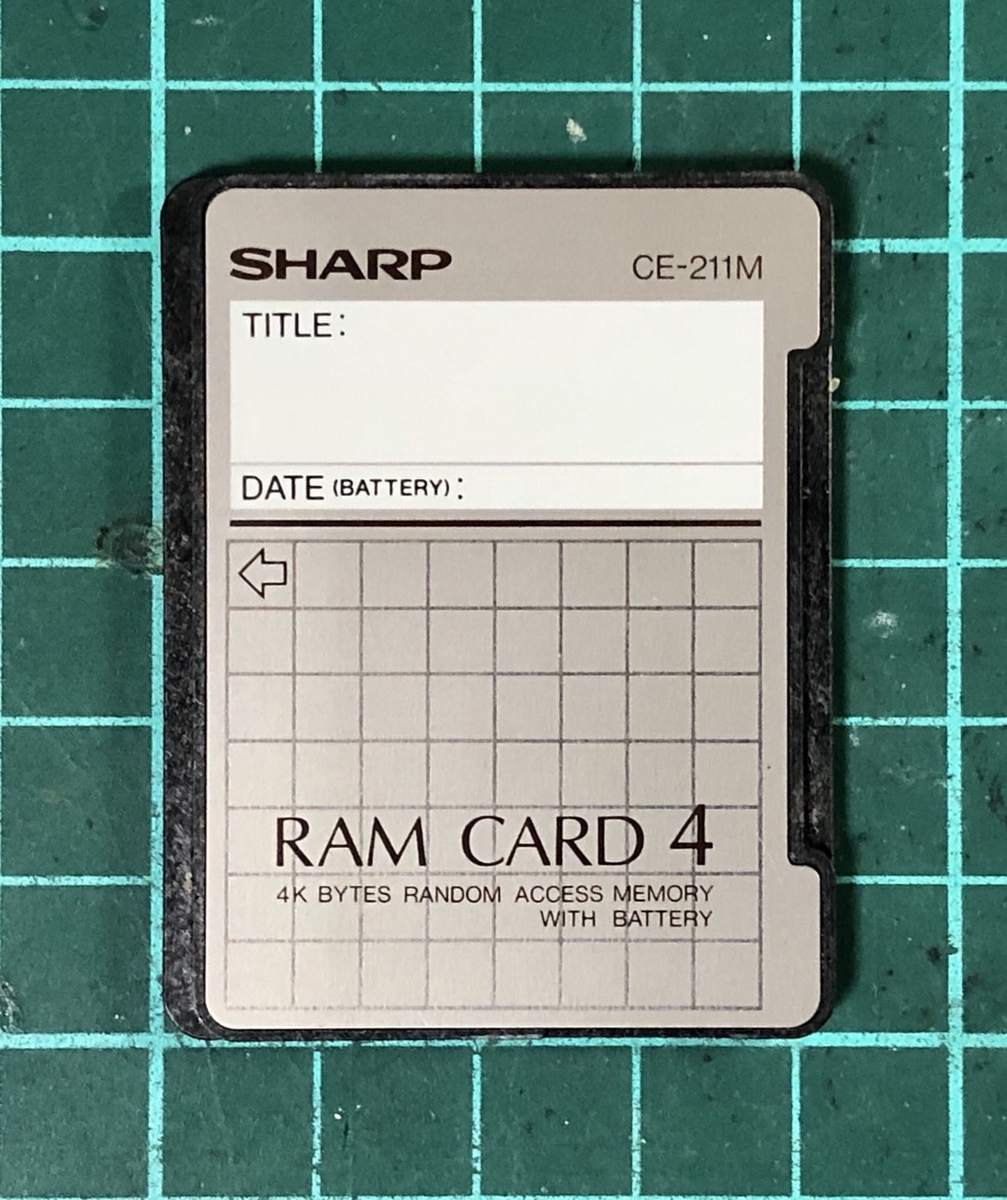 SHARP CE-211M
TITLE:
DATE (BATTERY):
RAM CARD 4
4K BYTES RANDOM ACCESS MEMORY
WITH BATTERY